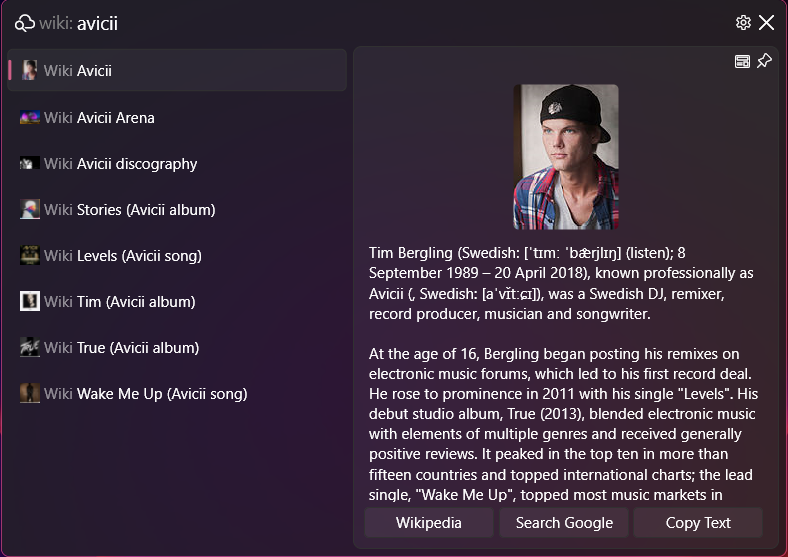 wiki: avicii
Wiki Avicii
Wiki Avicii Arena
Wiki Avicii discography
Wiki Stories (Avicii album)
Wiki Levels (Avicii song)
Wiki Tim (Avicii album)
Wiki True (Avicii album)
Wiki Wake Me Up (Avicii song)
Tim Bergling (Swedish: [ˈtɪmː ˈbæ̂rjlɪŋ] (listen); 8
September 1989 – 20 April 2018), known professionally as
Avicii (, Swedish: [aˈvɪ̌tːɕɪ]), was a Swedish DJ, remixer,
record producer, musician and songwriter.
At the age of 16, Bergling began posting his remixes on
electronic music forums, which led to his first record deal.
He rose to prominence in 2011 with his single "Levels". His
debut studio album, True (2013), blended electronic music
with elements of multiple genres and received generally
positive reviews. It peaked in the top ten in more than
fifteen countries and topped international charts; the lead
single, "Wake Me Up", topped most music markets in
Wikipedia
Search Google
Copy Text